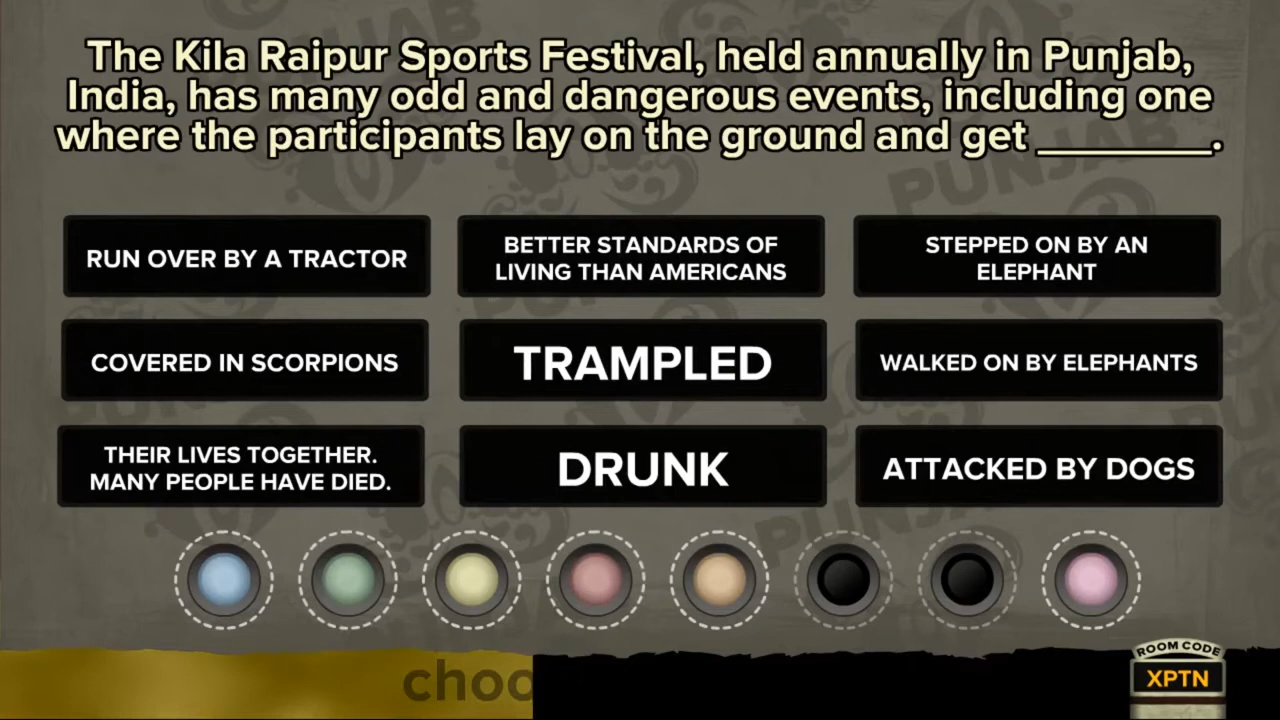 The Kila Raipur Sports Festival, held annually in Punjab,
India, has many odd and dangerous events, including one
where the participants lay on the ground and get ________.
RUN OVER BY A TRACTOR
BETTER STANDARDS OF
LIVING THAN AMERICANS
STEPPED ON BY AN
ELEPHANT
COVERED IN SCORPIONS
TRAMPLED
WALKED ON BY ELEPHANTS
THEIR LIVES TOGETHER.
MANY PEOPLE HAVE DIED.
DRUNK
ATTACKED BY DOGS
choo
ROOM CODE
XPTN
PUNJAB